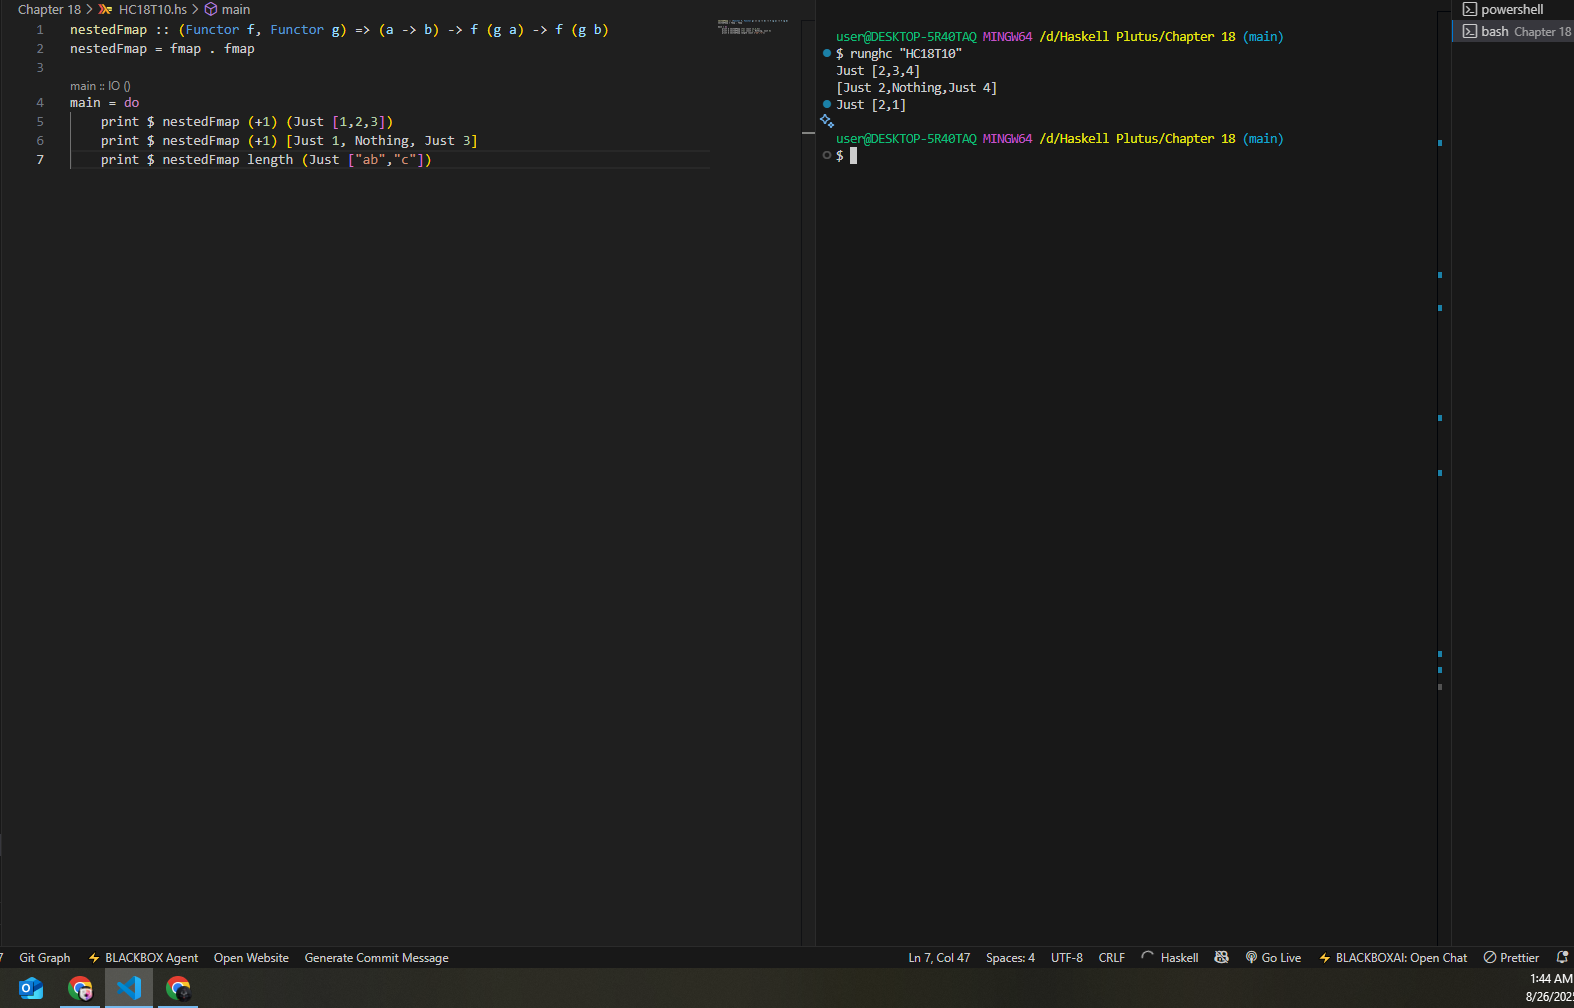 Chapter 18 > HC18T10.hs > main
1 nestedFmap :: (Functor f, Functor g) => (a -> b) -> f (g a) -> f (g b)
2 nestedFmap = fmap . fmap
3
main :: IO ()
4 main = do
5 print $ nestedFmap (+1) (Just [1,2,3])
6 print $ nestedFmap (+1) [Just 1, Nothing, Just 3]
7 print $ nestedFmap length (Just ["ab","c"])
user@DESKTOP-5R40TAQ MINGW64 /d/Haskell Plutus/Chapter 18 (main)
$ runghc "HC18T10"
Just [2,3,4]
[Just 2,Nothing,Just 4]
Just [2,1]
user@DESKTOP-5R40TAQ MINGW64 /d/Haskell Plutus/Chapter 18 (main)
$
powershell
bash Chapter 18
Git Graph BLACKBOX Agent Open Website Generate Commit Message
Ln 7, Col 47 Spaces: 4 UTF-8 CRLF Haskell Go Live BLACKBOXAI: Open Chat Prettier
1:44 AM